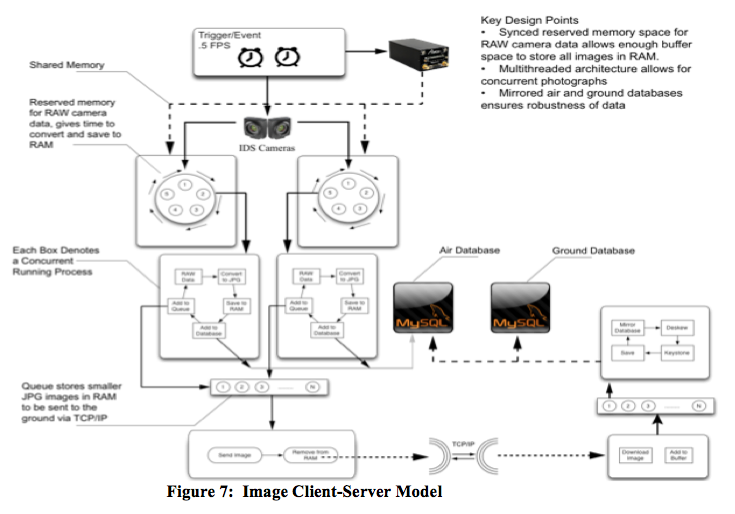 Trigger/Event
.5 FPS
Key Design Points
• Synced reserved memory space for
RAW camera data allows enough buffer
space to store all images in RAM.
• Multithreaded architecture allows for
concurrent photographs
• Mirrored air and ground databases
ensures robustness of data
Shared Memory
Reserved memory
for RAW camera
data, gives time to
convert and save to
RAM
IDS Cameras
1
2
3
4
5
1
2
3
4
5
Each Box Denotes
a Concurrent
Running Process
RAW
Data
Convert
to JPG
Save to
RAM
Add to
Database
Add to
Queue
RAW
Data
Convert
to JPG
Save to
RAM
Add to
Database
Add to
Queue
Air Database
Ground Database
MySQL
MySQL
Mirror
Database
Deskew
Save
Keystone
Queue stores smaller
JPG images in RAM
to be sent to the
ground via TCP/IP
1 2 3 ........ N
1 2 3 ........ N
Send Image
Remove from
RAM
TCP/IP
Download
Image
Add to
Buffer
Figure 7: Image Client-Server Model